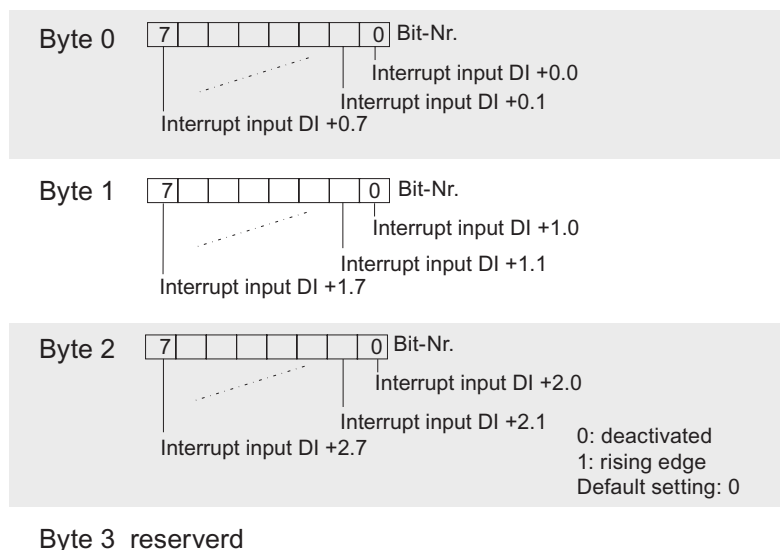 Byte 0 7 0 Bit-Nr.
Interrupt input DI +0.0
Interrupt input DI +0.1
Interrupt input DI +0.7
Byte 1 7 0 Bit-Nr.
Interrupt input DI +1.0
Interrupt input DI +1.1
Interrupt input DI +1.7
Byte 2 7 0 Bit-Nr.
Interrupt input DI +2.0
Interrupt input DI +2.1
Interrupt input DI +2.7
0: deactivated
1: rising edge
Default setting: 0
Byte 3 reserverd